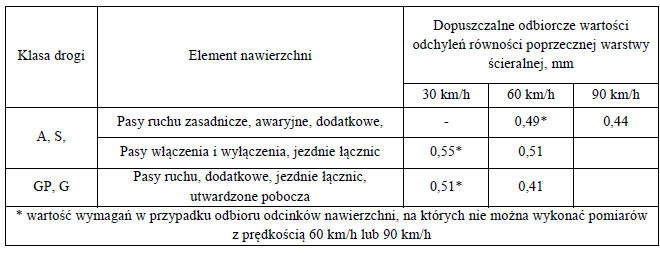 Klasa drogi
Element nawierzchni
Dopuszczalne odbiorcze wartości
odchyleń równości poprzecznej warstwy
ścieralnej, mm
30 km/h 60 km/h 90 km/h
A, S,
Pasy ruchu zasadnicze, awaryjne, dodatkowe, - 0,49* 0,44
Pasy włączenia i wyłączenia, jezdnie łącznic 0,55* 0,51
GP, G
Pasy ruchu, dodatkowe, jezdnie łącznic,
utwardzone pobocza
0,51* 0,41
* wartość wymagań w przypadku odbioru odcinków nawierzchni, na których nie można wykonać pomiarów
z prędkością 60 km/h lub 90 km/h